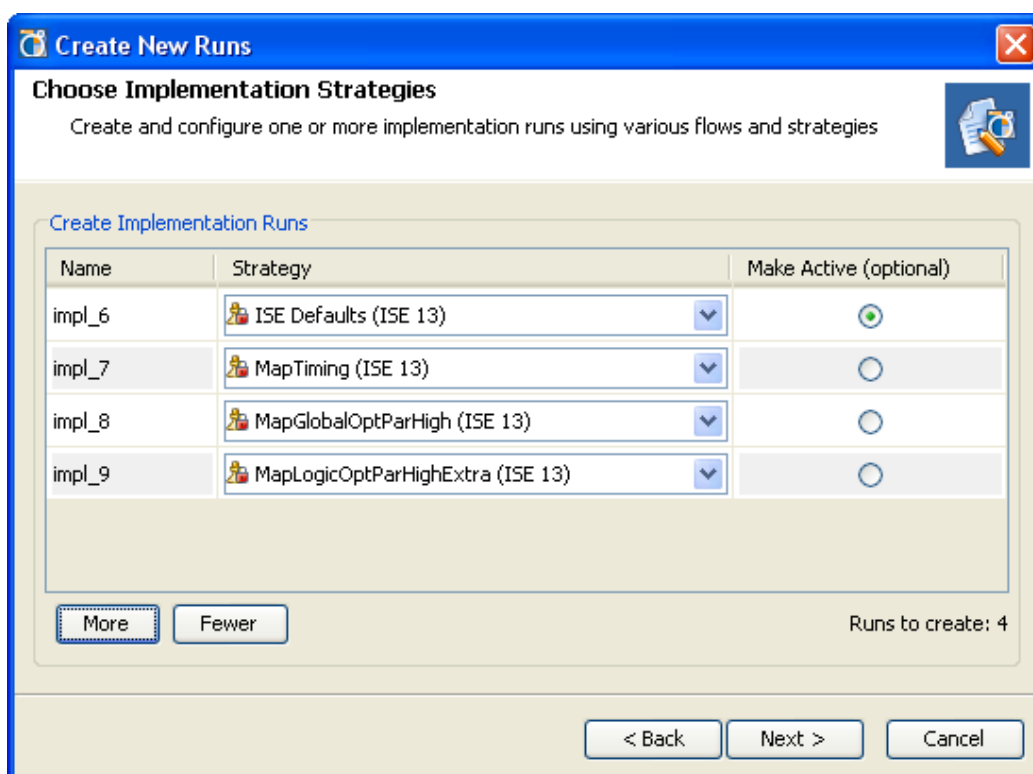 Create New Runs
Choose Implementation Strategies
Create and configure one or more implementation runs using various flows and strategies
Create Implementation Runs
Name Strategy Make Active (optional)
impl_6 ISE Defaults (ISE 13)
impl_7 MapTiming (ISE 13)
impl_8 MapGlobalOptParHigh (ISE 13)
impl_9 MapLogicOptParHighExtra (ISE 13)
More Fewer Runs to create: 4
< Back Next > Cancel